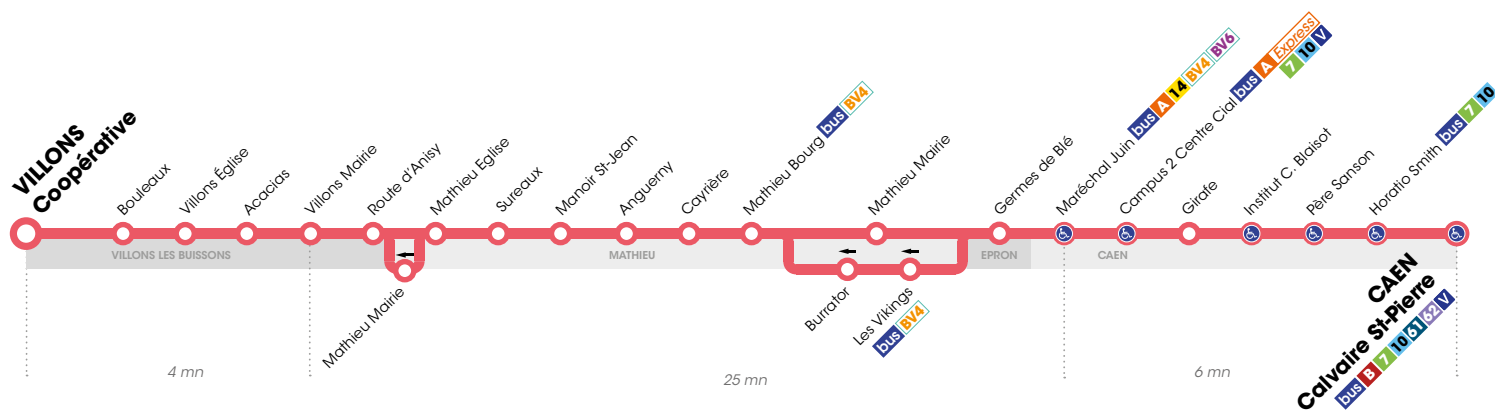 VILLONS
Coopérative
Bouleaux
Villons Église
Acacias
Villons Mairie
Route d'Anisy
Mathieu Eglise
Sureaux
Manoir St-Jean
Anguerny
Cayrière
Mathieu Bourg bus BV4
Mathieu Mairie
Germes de Blé
Maréchal Juin bus A 14 BV4 BV6
Campus 2 Centre Cial bus A Express
7 10 V
Girafe
Institut C. Blaisot
Père Sanson
Horatio Smith bus 7 10
VILLONS LES BUISSONS
MATHIEU
EPRON
CAEN
Mathieu Mairie
Burrator
Les Vikings
bus BV4
CAEN
Calvaire St-Pierre
bus B 7 10 61 62 V
4 mn
25 mn
6 mn